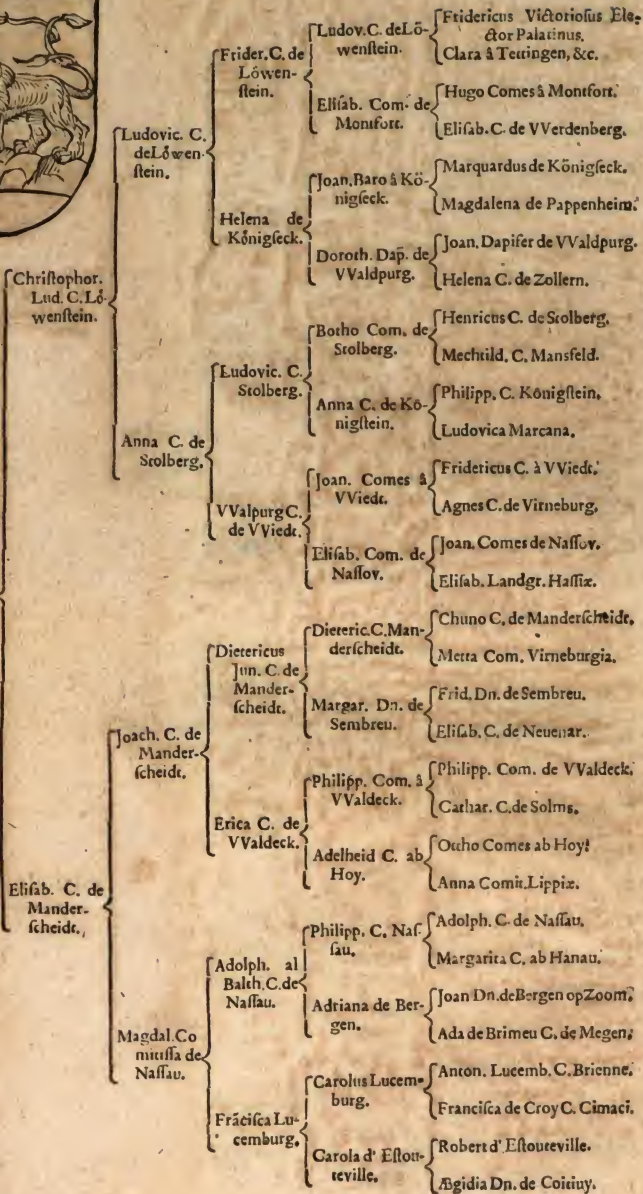 Christophor.
Lud. C. Lö-
wenstein.
Elisab. C. de
Mander-
scheidt.
Ludovic. C.
de Löwen-
stein.
Anna C. de
Stolberg.
Joach. C. de
Mander-
scheidt.
Magdal. Co
mitissa de
Nassau.
Frider. C. de
Löwen-
stein.
Helena de
Königseck.
Ludovic. C.
Stolberg.
VValpurg C.
de VViedt.
Dietericus
Jun. C. de
Mander-
scheidt.
Erica C. de
VValdeck.
Adolph. al
Balth. C. de
Nassau.
Frãcisca Lu-
cemburg.
Ludov. C. de Lö-
wenstein.
Elisab. Com. de
Montfort.
Joan. Baro â Kö-
nigseck.
Doroth. Dap. de
VValdpurg.
Botho Com. de
Stolberg.
Anna C. de Kö-
nigstein.
Joan. Comes â
VViedt.
Elisab. Com. de
Nassov.
Dieteric. C. Man-
derscheidt.
Margar. Dn. de
Sembreu.
Philipp. Com. â
VValdeck.
Adelheid C. ab
Hoy.
Philipp. C. Nas-
sau.
Adriana de Ber-
gen.
Carolus Lucem-
burg.
Carola d' Estou-
teville.
Fridericus Victoriosus Ele-
ctor Palatinus.
Clara â Tettingen, &c.
Hugo Comes â Montfort.
Elisab. C. de VVerdenberg.
Marquardus de Königseck.
Magdalena de Pappenheim.
Joan. Dapifer de VValdpurg.
Helena C. de Zollern.
Henricus C. de Stolberg.
Mechtild. C. Mansfeld.
Philipp. C. Königstein.
Ludovica Marcana.
Fridericus C. à VViedt.
Agnes C. de Virneburg.
Joan. Comes de Nassov.
Elisab. Landgr. Hassiæ.
Chuno C. de Manderscheidt.
Metta Com. Virneburgia.
Frid. Dn. de Sembreu.
Elisab. C. de Neuenar.
Philipp. Com. de VValdeck.
Cathar. C. de Solms.
Ottho Comes ab Hoy.
Anna Comit. Lippiæ.
Adolph. C. de Nassau.
Margarita C. ab Hanau.
Joan Dn. de Bergen op Zoom.
Ada de Brimeu C. de Megen.
Anton. Lucemb. C. Brienne.
Francisca de Croy C. Cimaci.
Robert d' Estouteville.
Ægidia Dn. de Coitiuy.